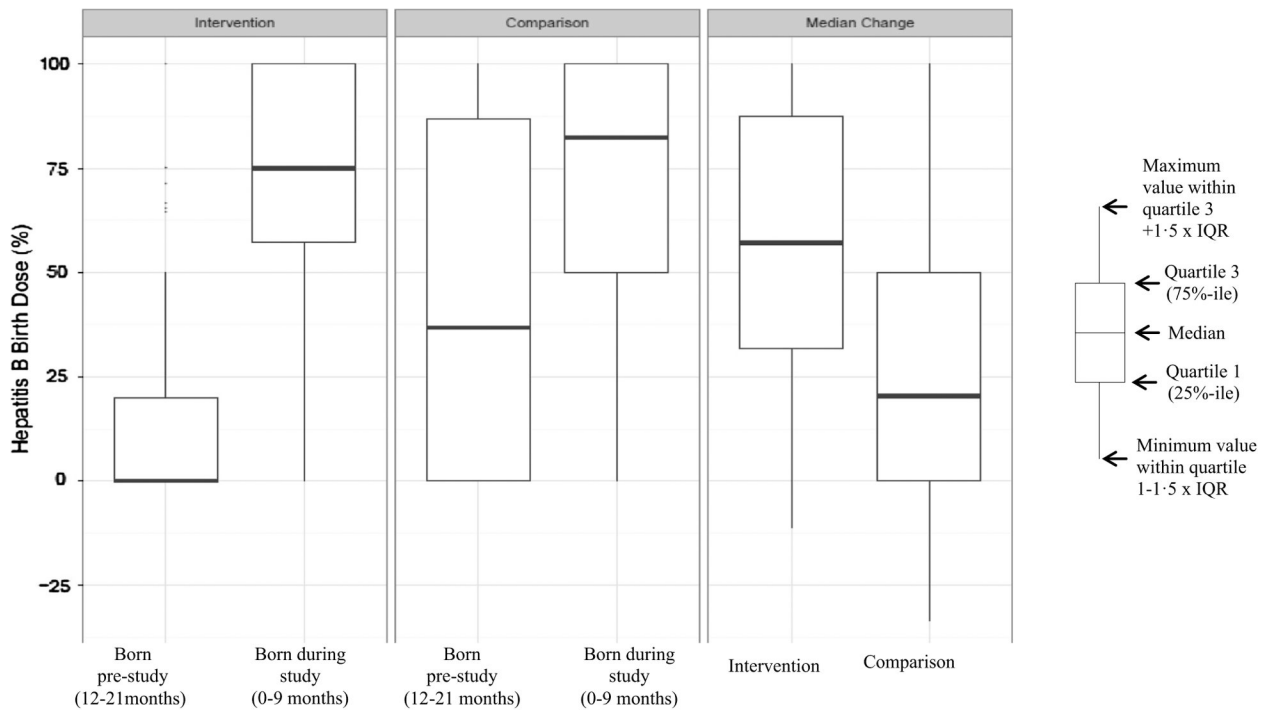 Intervention
Comparison
Median Change
Hepatitis B Birth Dose (%)
100
75
50
25
0
−25
Born
pre-study
(12-21months)
Born during
study
(0-9 months)
Born
pre-study
(12-21 months)
Born during
study
(0-9 months)
Intervention
Comparison
Maximum
value within
quartile 3
+1·5 x IQR
Quartile 3
(75%-ile)
Median
Quartile 1
(25%-ile)
Minimum value
within quartile
1-1·5 x IQR